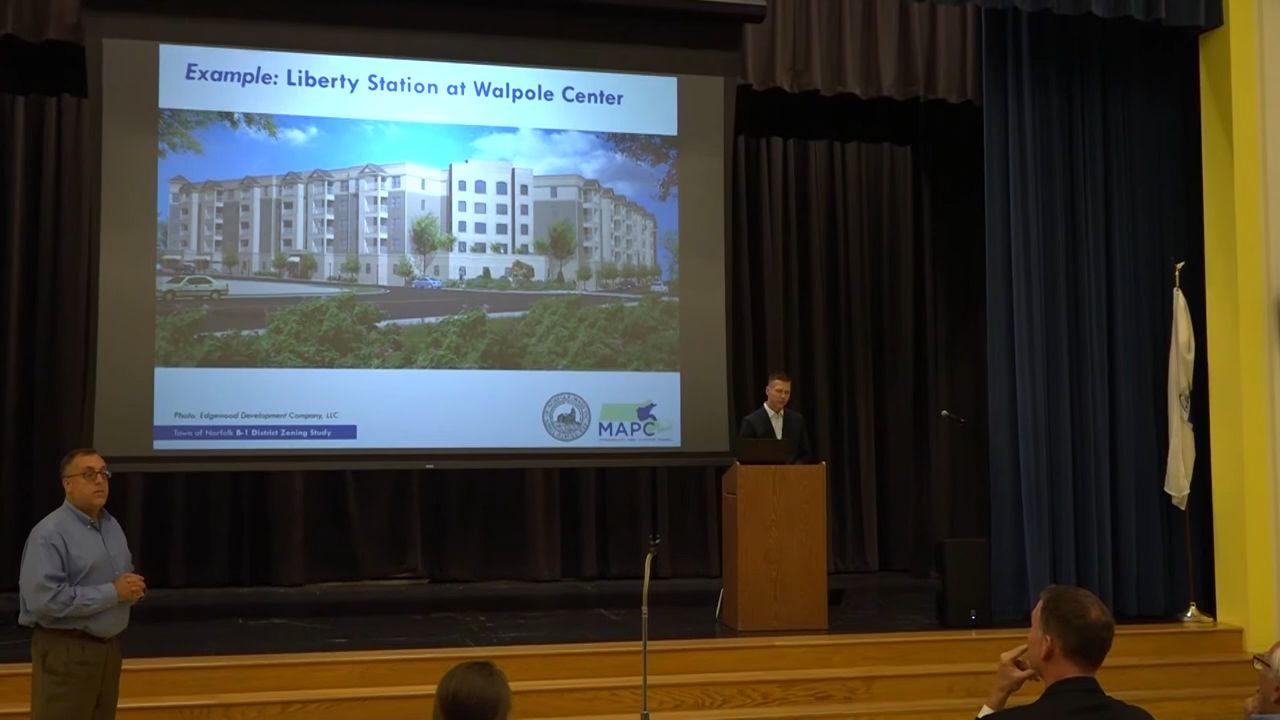 Example: Liberty Station at Walpole Center
Photo: Edgewood Development Company, LLC
Town of Norfolk B-1 District Zoning Study
MAPC